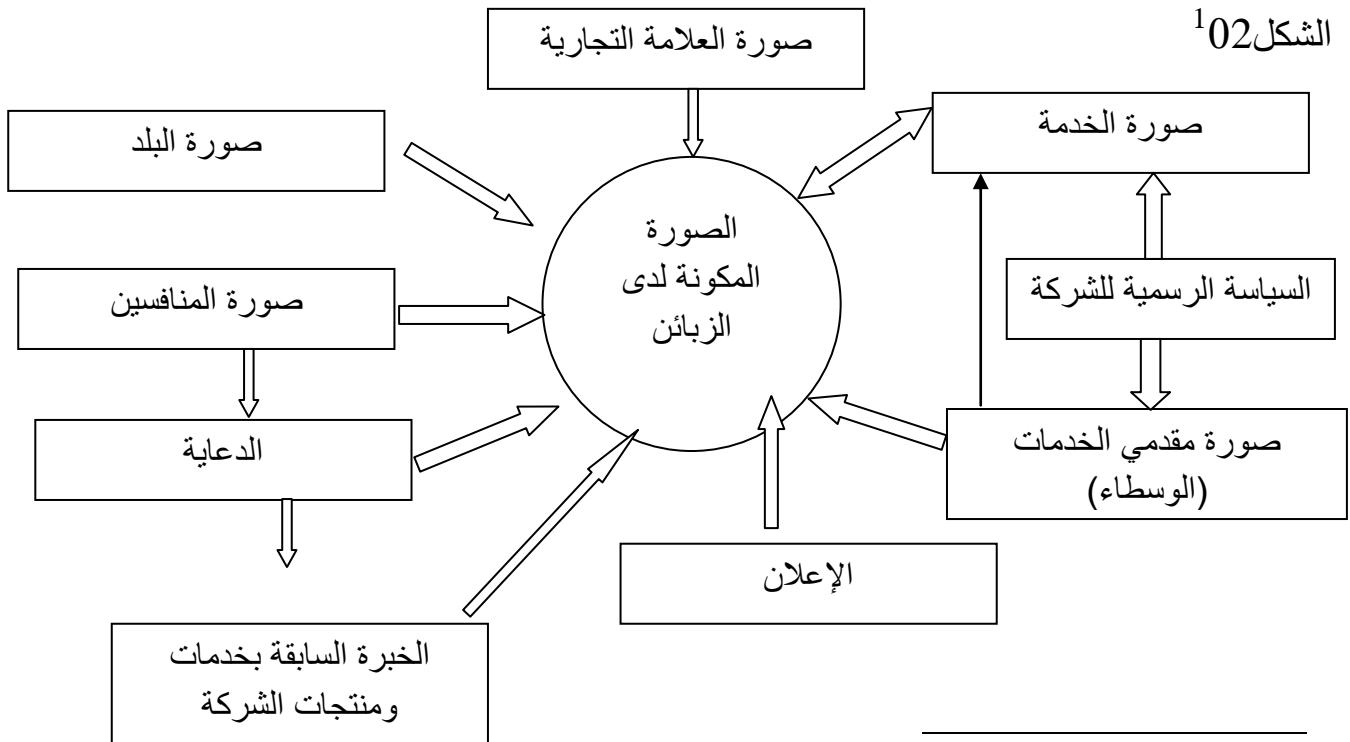 الشكل02¹
صورة العلامة التجارية
صورة الخدمة
صورة البلد
الصورة
المكونة لدى
الزبائن
صورة المنافسين
السياسة الرسمية للشركة
الدعاية
صورة مقدمي الخدمات
(الوسطاء)
الإعلان
الخبرة السابقة بخدمات
ومنتجات الشركة